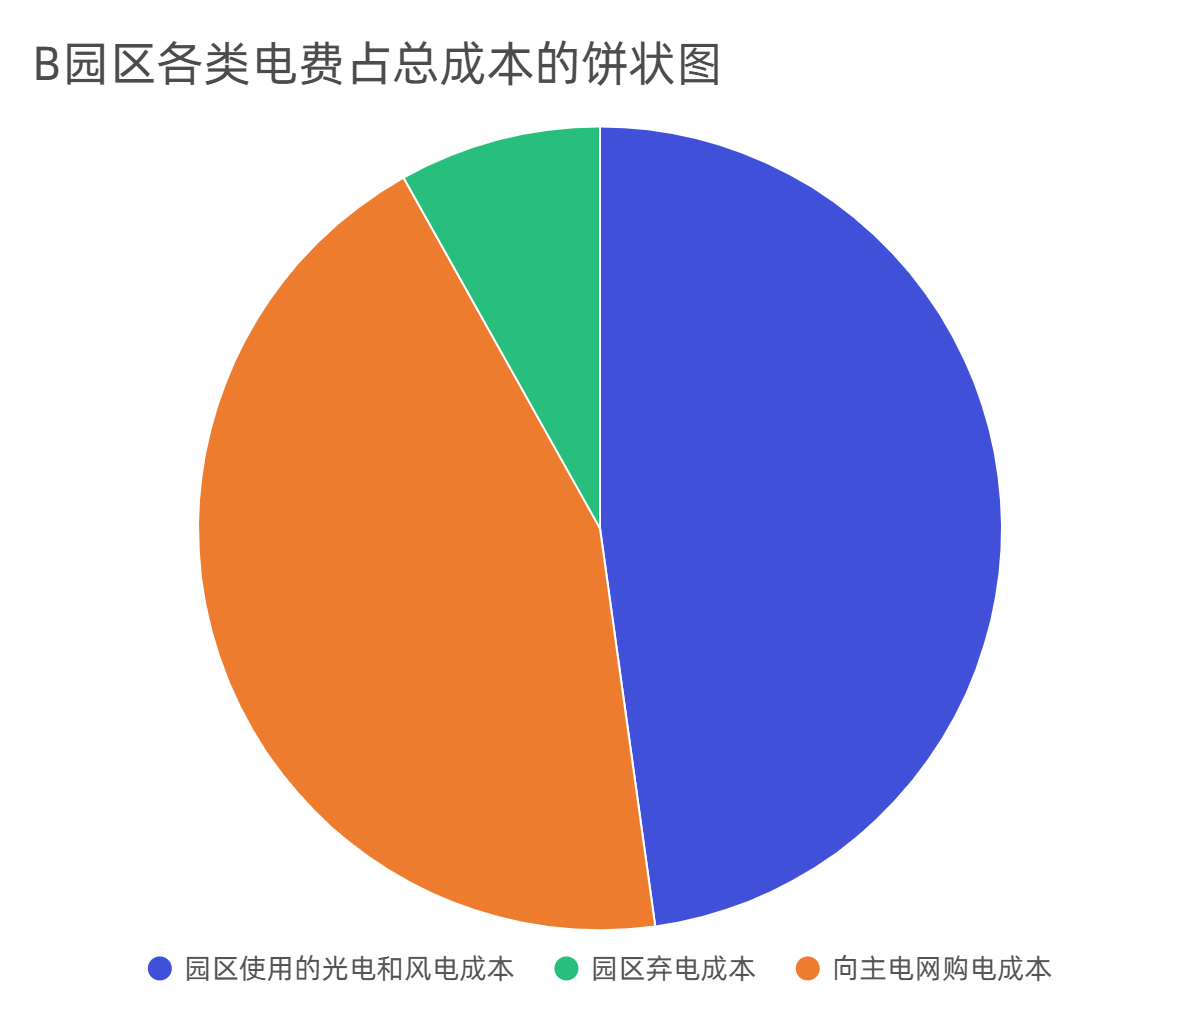 B园区各类电费占总成本的饼状图
园区使用的光电和风电成本 园区弃电成本 向主电网购电成本